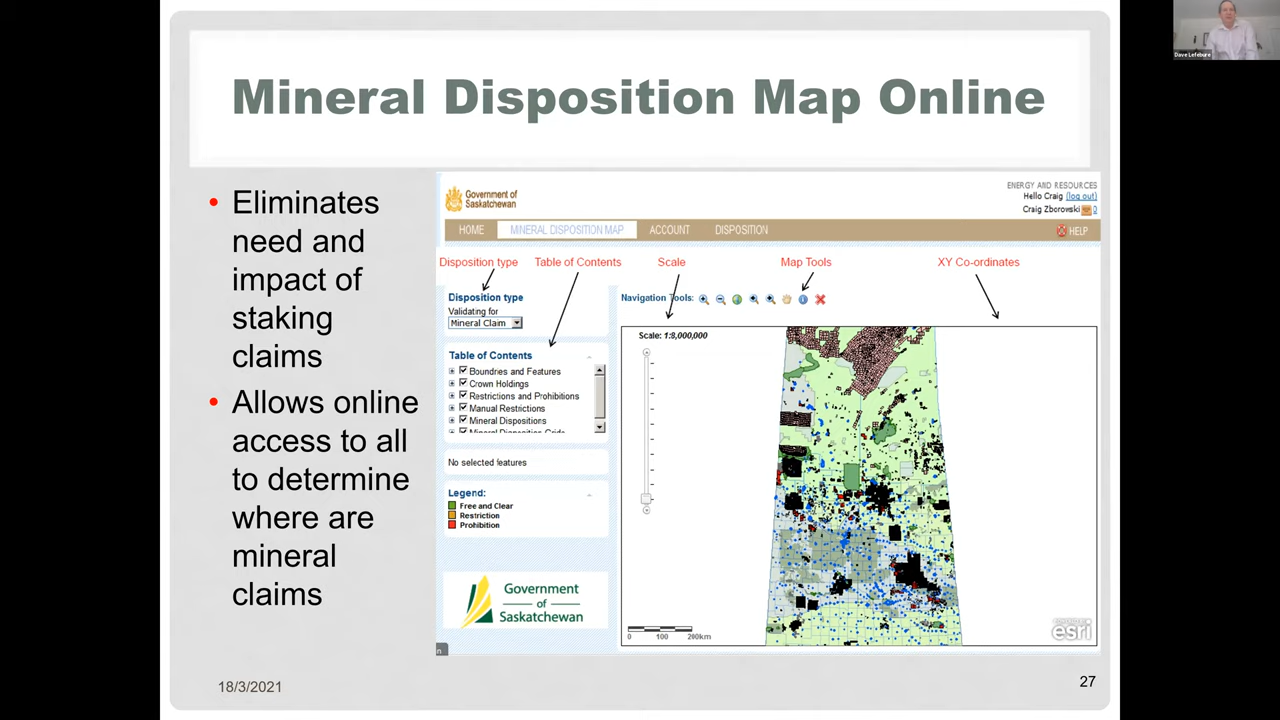 Dave Lefebure
Mineral Disposition Map Online
• Eliminates
need and
impact of
staking
claims
• Allows online
access to all
to determine
where are
mineral
claims
Government of
Saskatchewan
ENERGY AND RESOURCES
Hello Craig (log out)
Craig Zborowski 0
HOME MINERAL DISPOSITION MAP ACCOUNT DISPOSITION HELP
Disposition type Table of Contents Scale Map Tools XY Co-ordinates
Disposition type
Validating for
Mineral Claim
Navigation Tools:
Scale: 1:8,000,000
Table of Contents
Boundries and Features
Crown Holdings
Restrictions and Prohibitions
Manual Restrictions
Mineral Dispositions
Mineral Disposition Grids
No selected features
Legend:
Free and Clear
Restriction
Prohibition
Government
of
Saskatchewan
0 100 200km
esri
n
18/3/2021
27